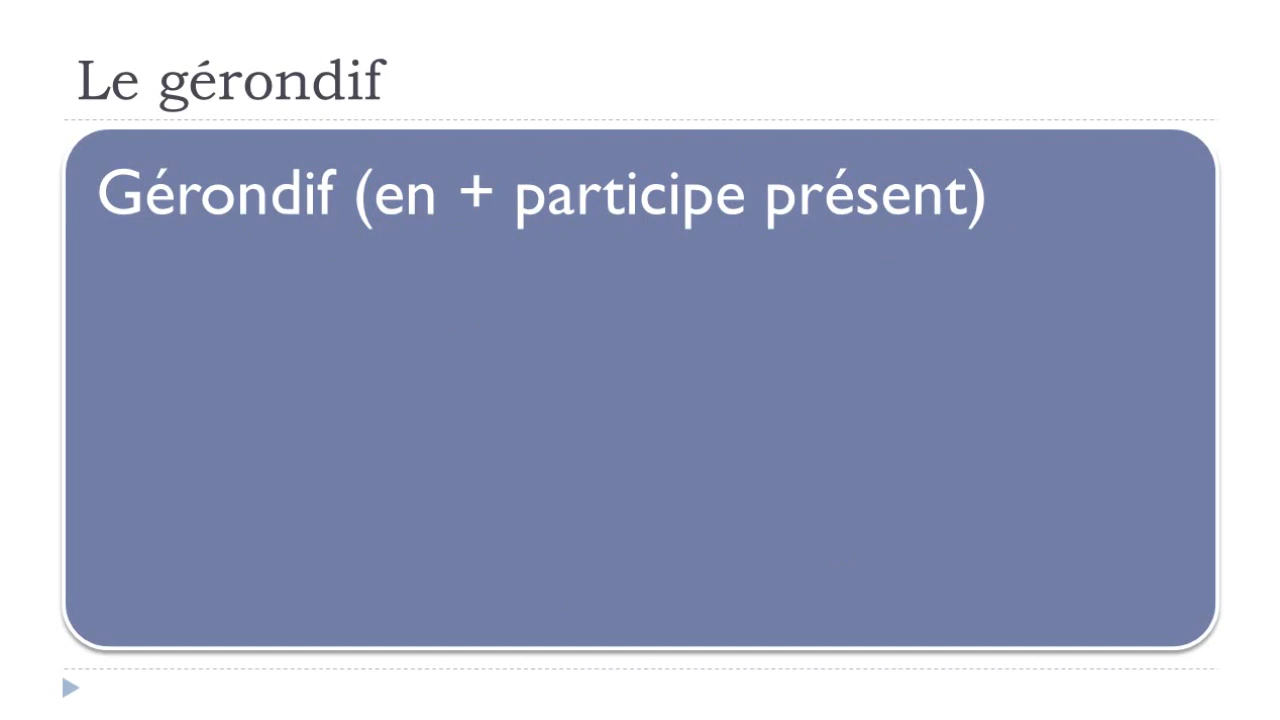 Le gérondif
Gérondif (en + participe présent)